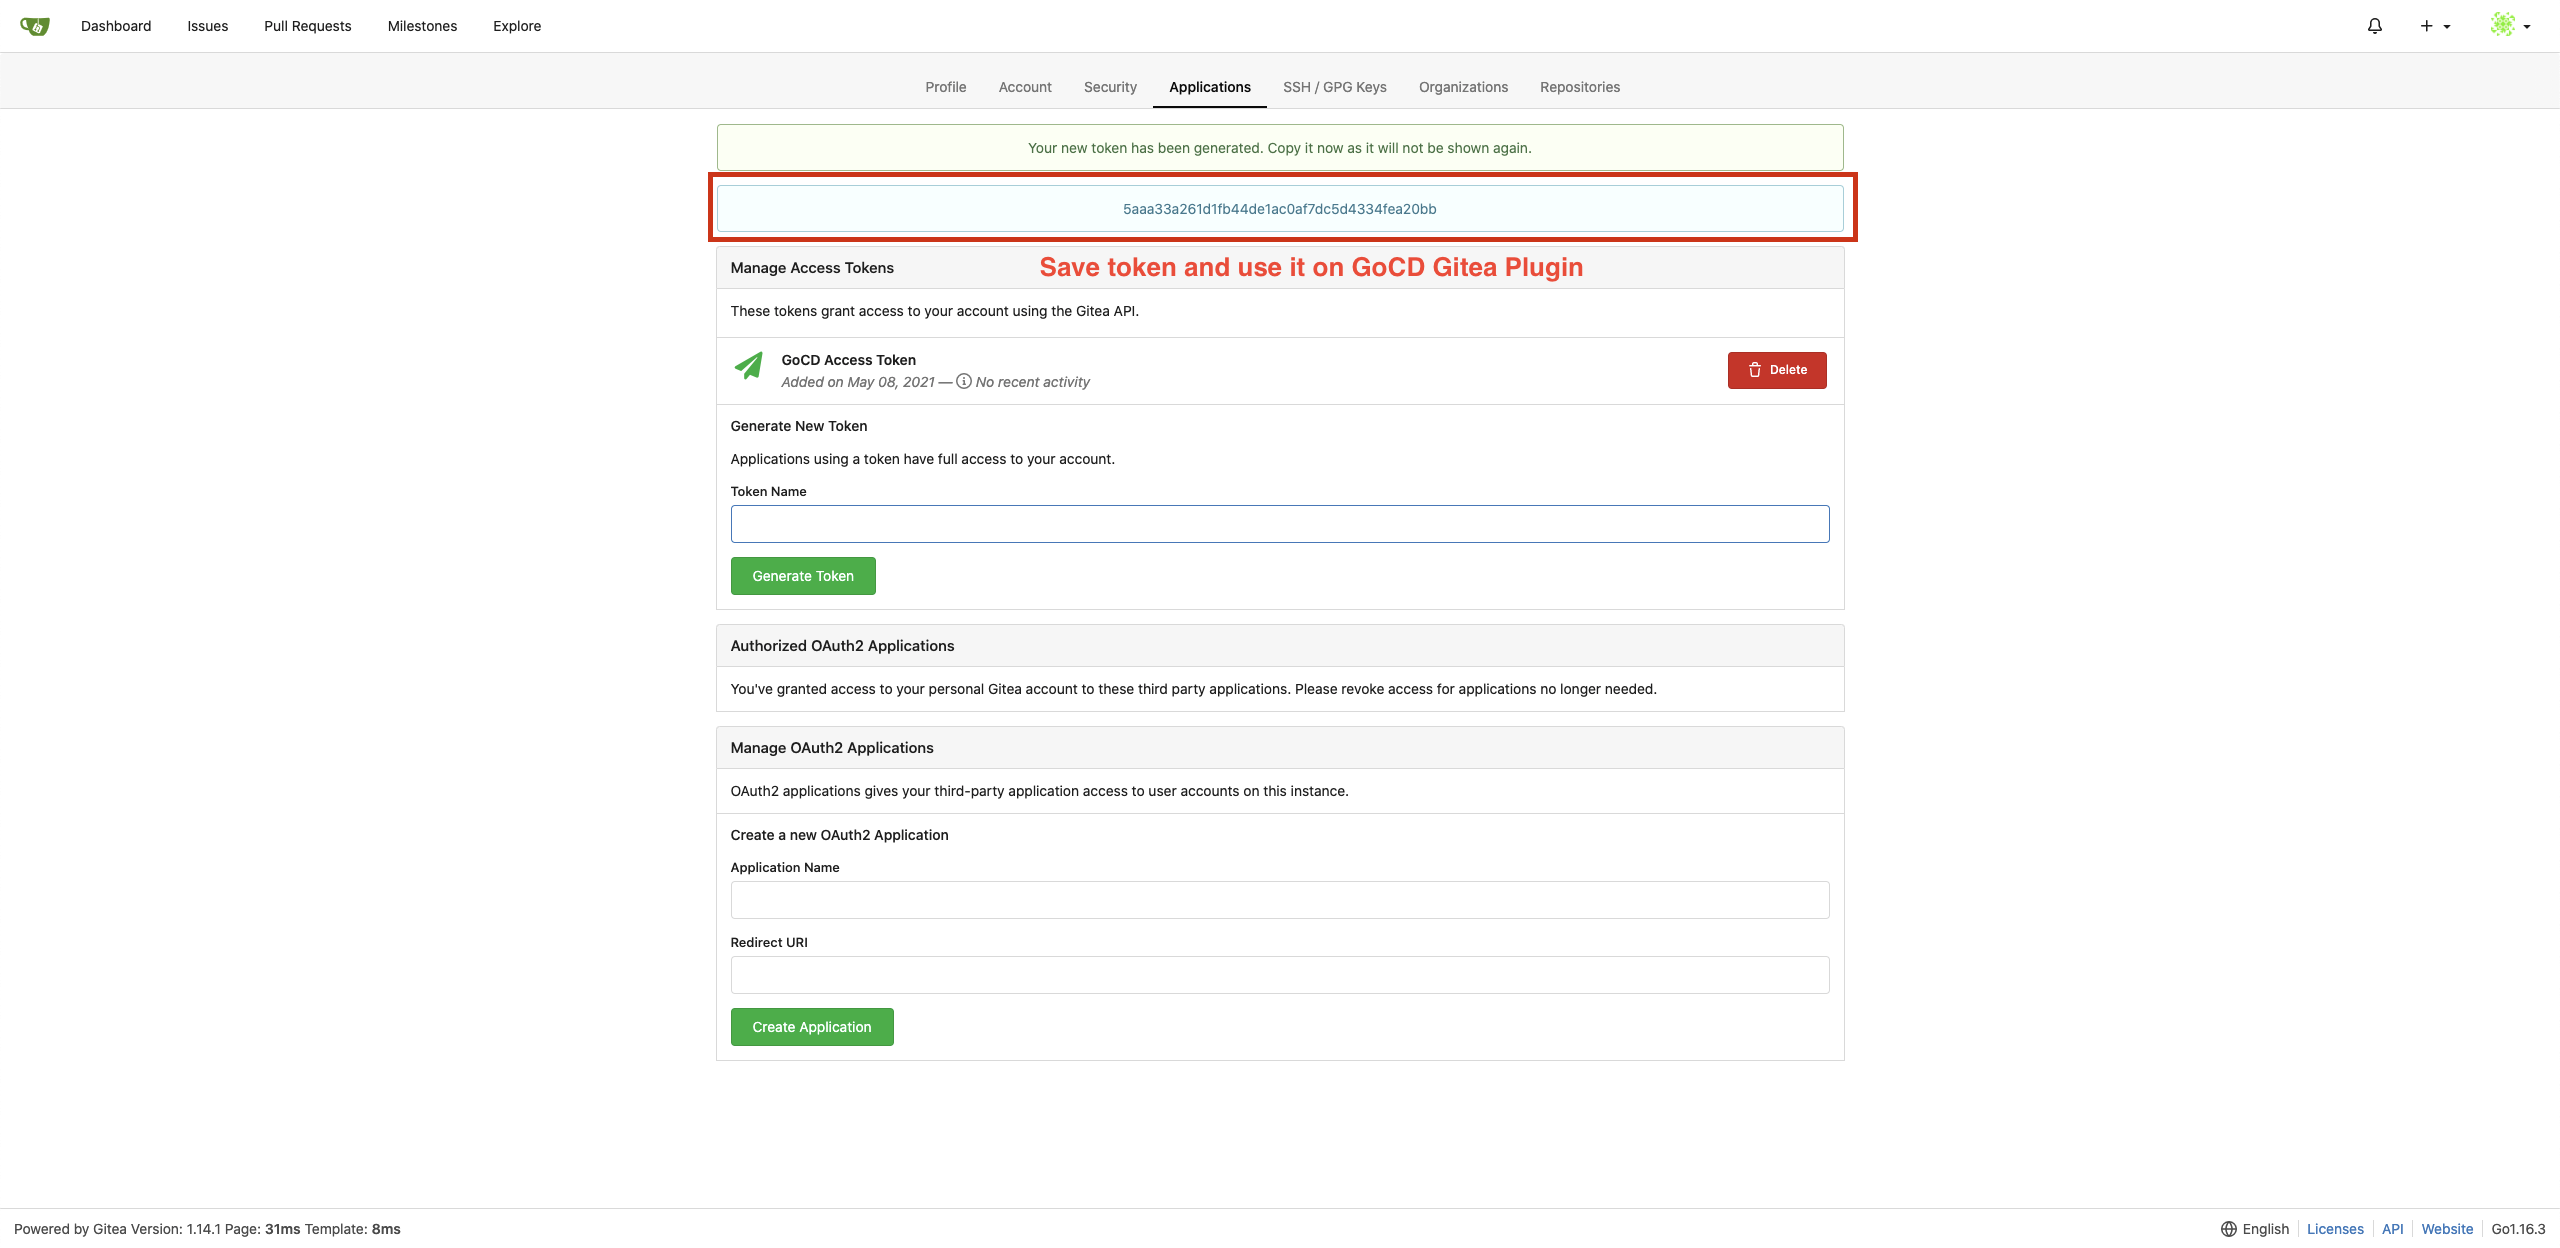 Dashboard Issues Pull Requests Milestones Explore
Profile Account Security Applications SSH / GPG Keys Organizations Repositories
Your new token has been generated. Copy it now as it will not be shown again.
5aaa33a261d1fb44de1ac0af7dc5d4334fea20bb
Manage Access Tokens Save token and use it on GoCD Gitea Plugin
These tokens grant access to your account using the Gitea API.
GoCD Access Token
Added on May 08, 2021 — No recent activity
Delete
Generate New Token
Applications using a token have full access to your account.
Token Name
Generate Token
Authorized OAuth2 Applications
You've granted access to your personal Gitea account to these third party applications. Please revoke access for applications no longer needed.
Manage OAuth2 Applications
OAuth2 applications gives your third-party application access to user accounts on this instance.
Create a new OAuth2 Application
Application Name
Redirect URI
Create Application
Powered by Gitea Version: 1.14.1 Page: 31ms Template: 8ms English Licenses API Website Go1.16.3